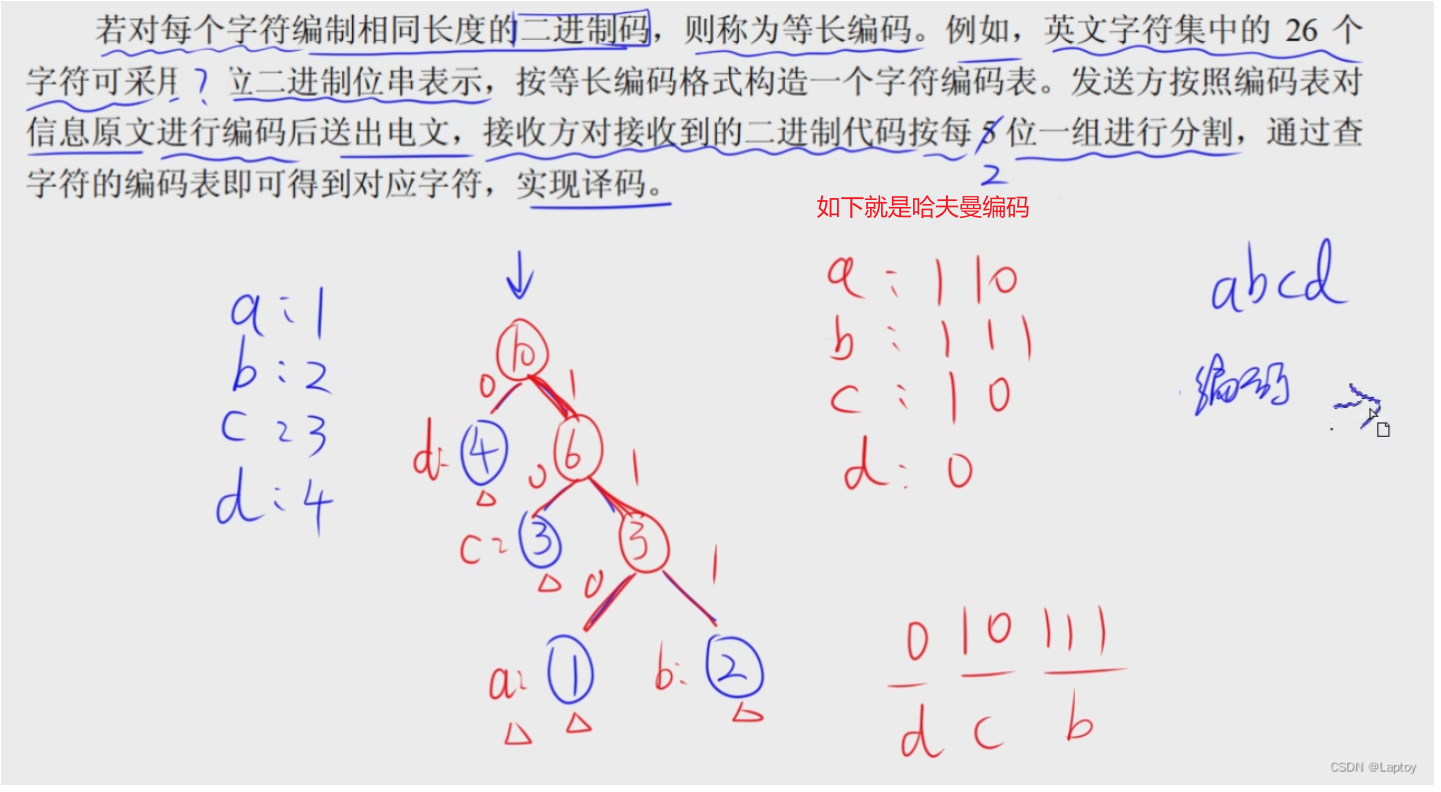 若对每个字符编制相同长度的二进制码，则称为等长编码。例如，英文字符集中的 26 个
字符可采用 ? 位二进制位串表示，按等长编码格式构造一个字符编码表。发送方按照编码表对
信息原文进行编码后送出电文，接收方对接收到的二进制代码按每 5 位一组进行分割，通过查
2
字符的编码表即可得到对应字符，实现译码。
如下就是哈夫曼编码
a:1
b:2
c:3
d:4
10
0 1
d: 4 6
0 1
c: 3 3
0 1
a: 1 b: 2
a:110
b:111
c:10
d:0
abcd
编码
0 10 111
d c b
CSDN @Laptoy